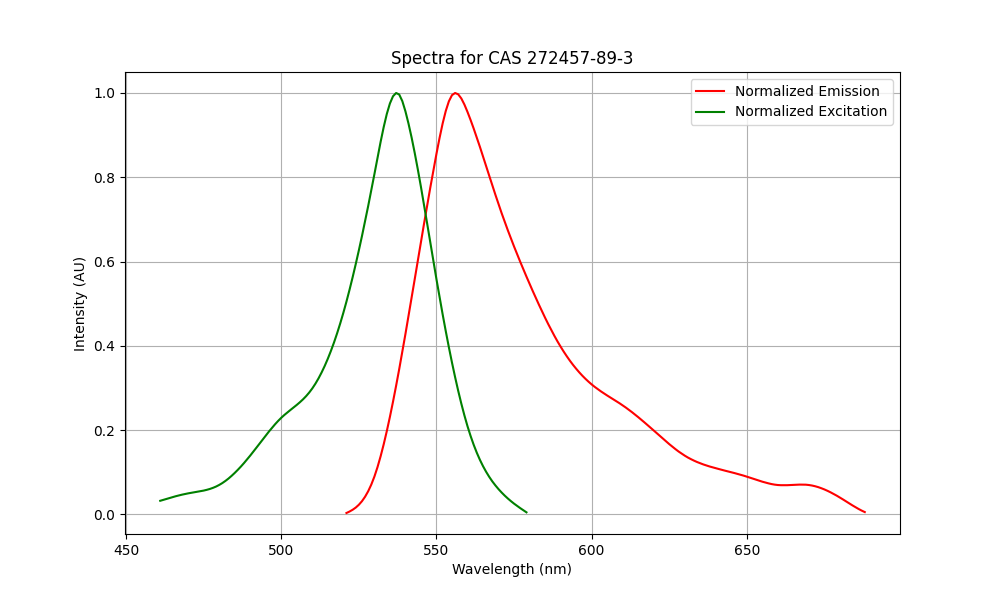 Spectra for CAS 272457-89-3
Normalized Emission
Normalized Excitation
Intensity (AU)
1.0
0.8
0.6
0.4
0.2
0.0
450 500 550 600 650
Wavelength (nm)